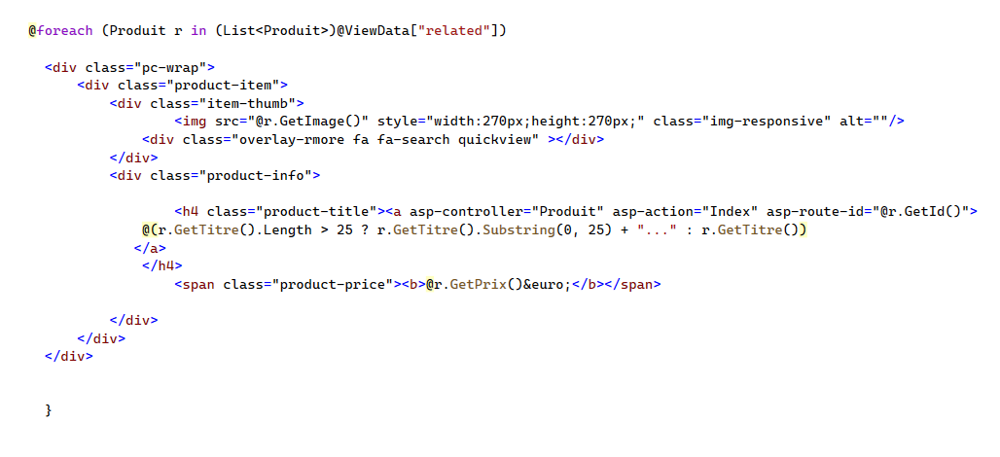 @foreach (Produit r in (List<Produit>)@ViewData["related"])
<div class="pc-wrap">
<div class="product-item">
<div class="item-thumb">
<img src="@r.GetImage()" style="width:270px;height:270px;" class="img-responsive" alt=""/>
<div class="overlay-rmore fa fa-search quickview" ></div>
</div>
<div class="product-info">
<h4 class="product-title"><a asp-controller="Produit" asp-action="Index" asp-route-id="@r.GetId()">
@(r.GetTitre().Length > 25 ? r.GetTitre().Substring(0, 25) + "..." : r.GetTitre())
</a>
</h4>
<span class="product-price"><b>@r.GetPrix()&euro;</b></span>
</div>
</div>
</div>
}